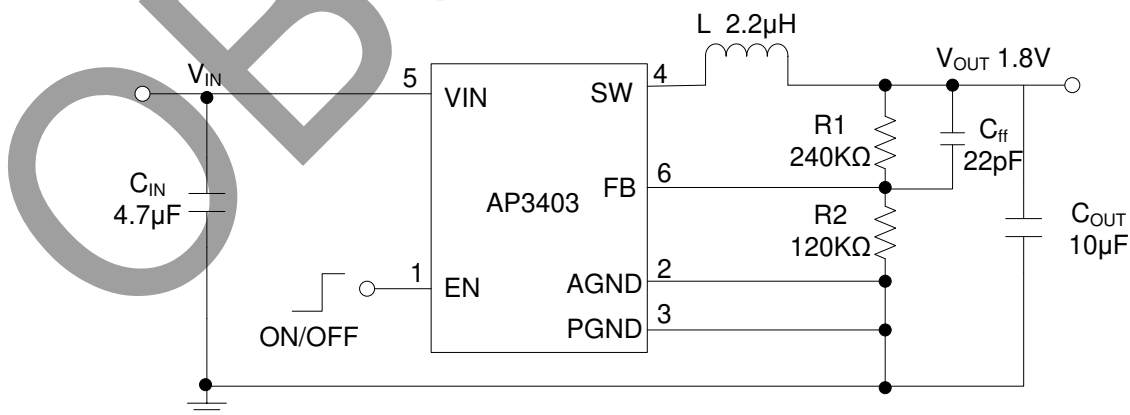 L 2.2µH
V_IN
5
VIN
SW
4
V_OUT 1.8V
R1
240KΩ
C_ff
22pF
FB
6
C_IN
4.7µF
AP3403
R2
120KΩ
C_OUT
10µF
1
EN
ON/OFF
AGND
2
PGND
3
OB